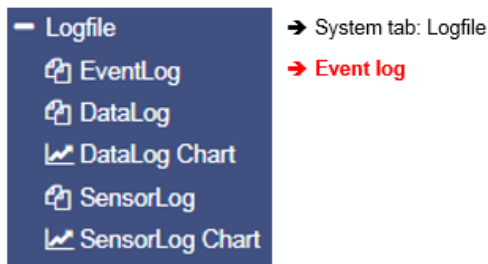 Logfile ➔ System tab: Logfile
EventLog ➔ Event log
DataLog
DataLog Chart
SensorLog
SensorLog Chart